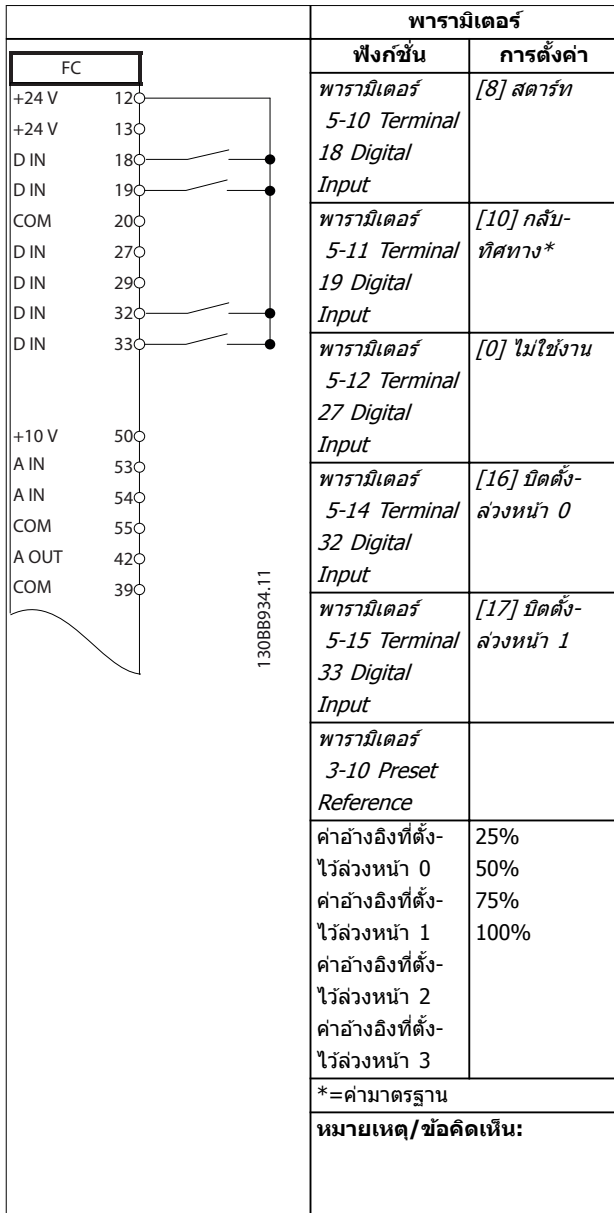 พารามิเตอร์
ฟังก์ชั่น การตั้งค่า
FC
+24 V 12
+24 V 13
D IN 18
D IN 19
COM 20
D IN 27
D IN 29
D IN 32
D IN 33
+10 V 50
A IN 53
A IN 54
COM 55
A OUT 42
COM 39
130BB934.11
พารามิเตอร์ [8] สตาร์ท
5-10 Terminal
18 Digital
Input
พารามิเตอร์ [10] กลับ-
5-11 Terminal ทิศทาง*
19 Digital
Input
พารามิเตอร์ [0] ไม่ใช้งาน
5-12 Terminal
27 Digital
Input
พารามิเตอร์ [16] บิตตั้ง-
5-14 Terminal ล่วงหน้า 0
32 Digital
Input
พารามิเตอร์ [17] บิตตั้ง-
5-15 Terminal ล่วงหน้า 1
33 Digital
Input
พารามิเตอร์
3-10 Preset
Reference
ค่าอ้างอิงที่ตั้ง- 25%
ไว้ล่วงหน้า 0 50%
ค่าอ้างอิงที่ตั้ง- 75%
ไว้ล่วงหน้า 1 100%
ค่าอ้างอิงที่ตั้ง-
ไว้ล่วงหน้า 2
ค่าอ้างอิงที่ตั้ง-
ไว้ล่วงหน้า 3
*=ค่ามาตรฐาน
หมายเหตุ/ข้อคิดเห็น: